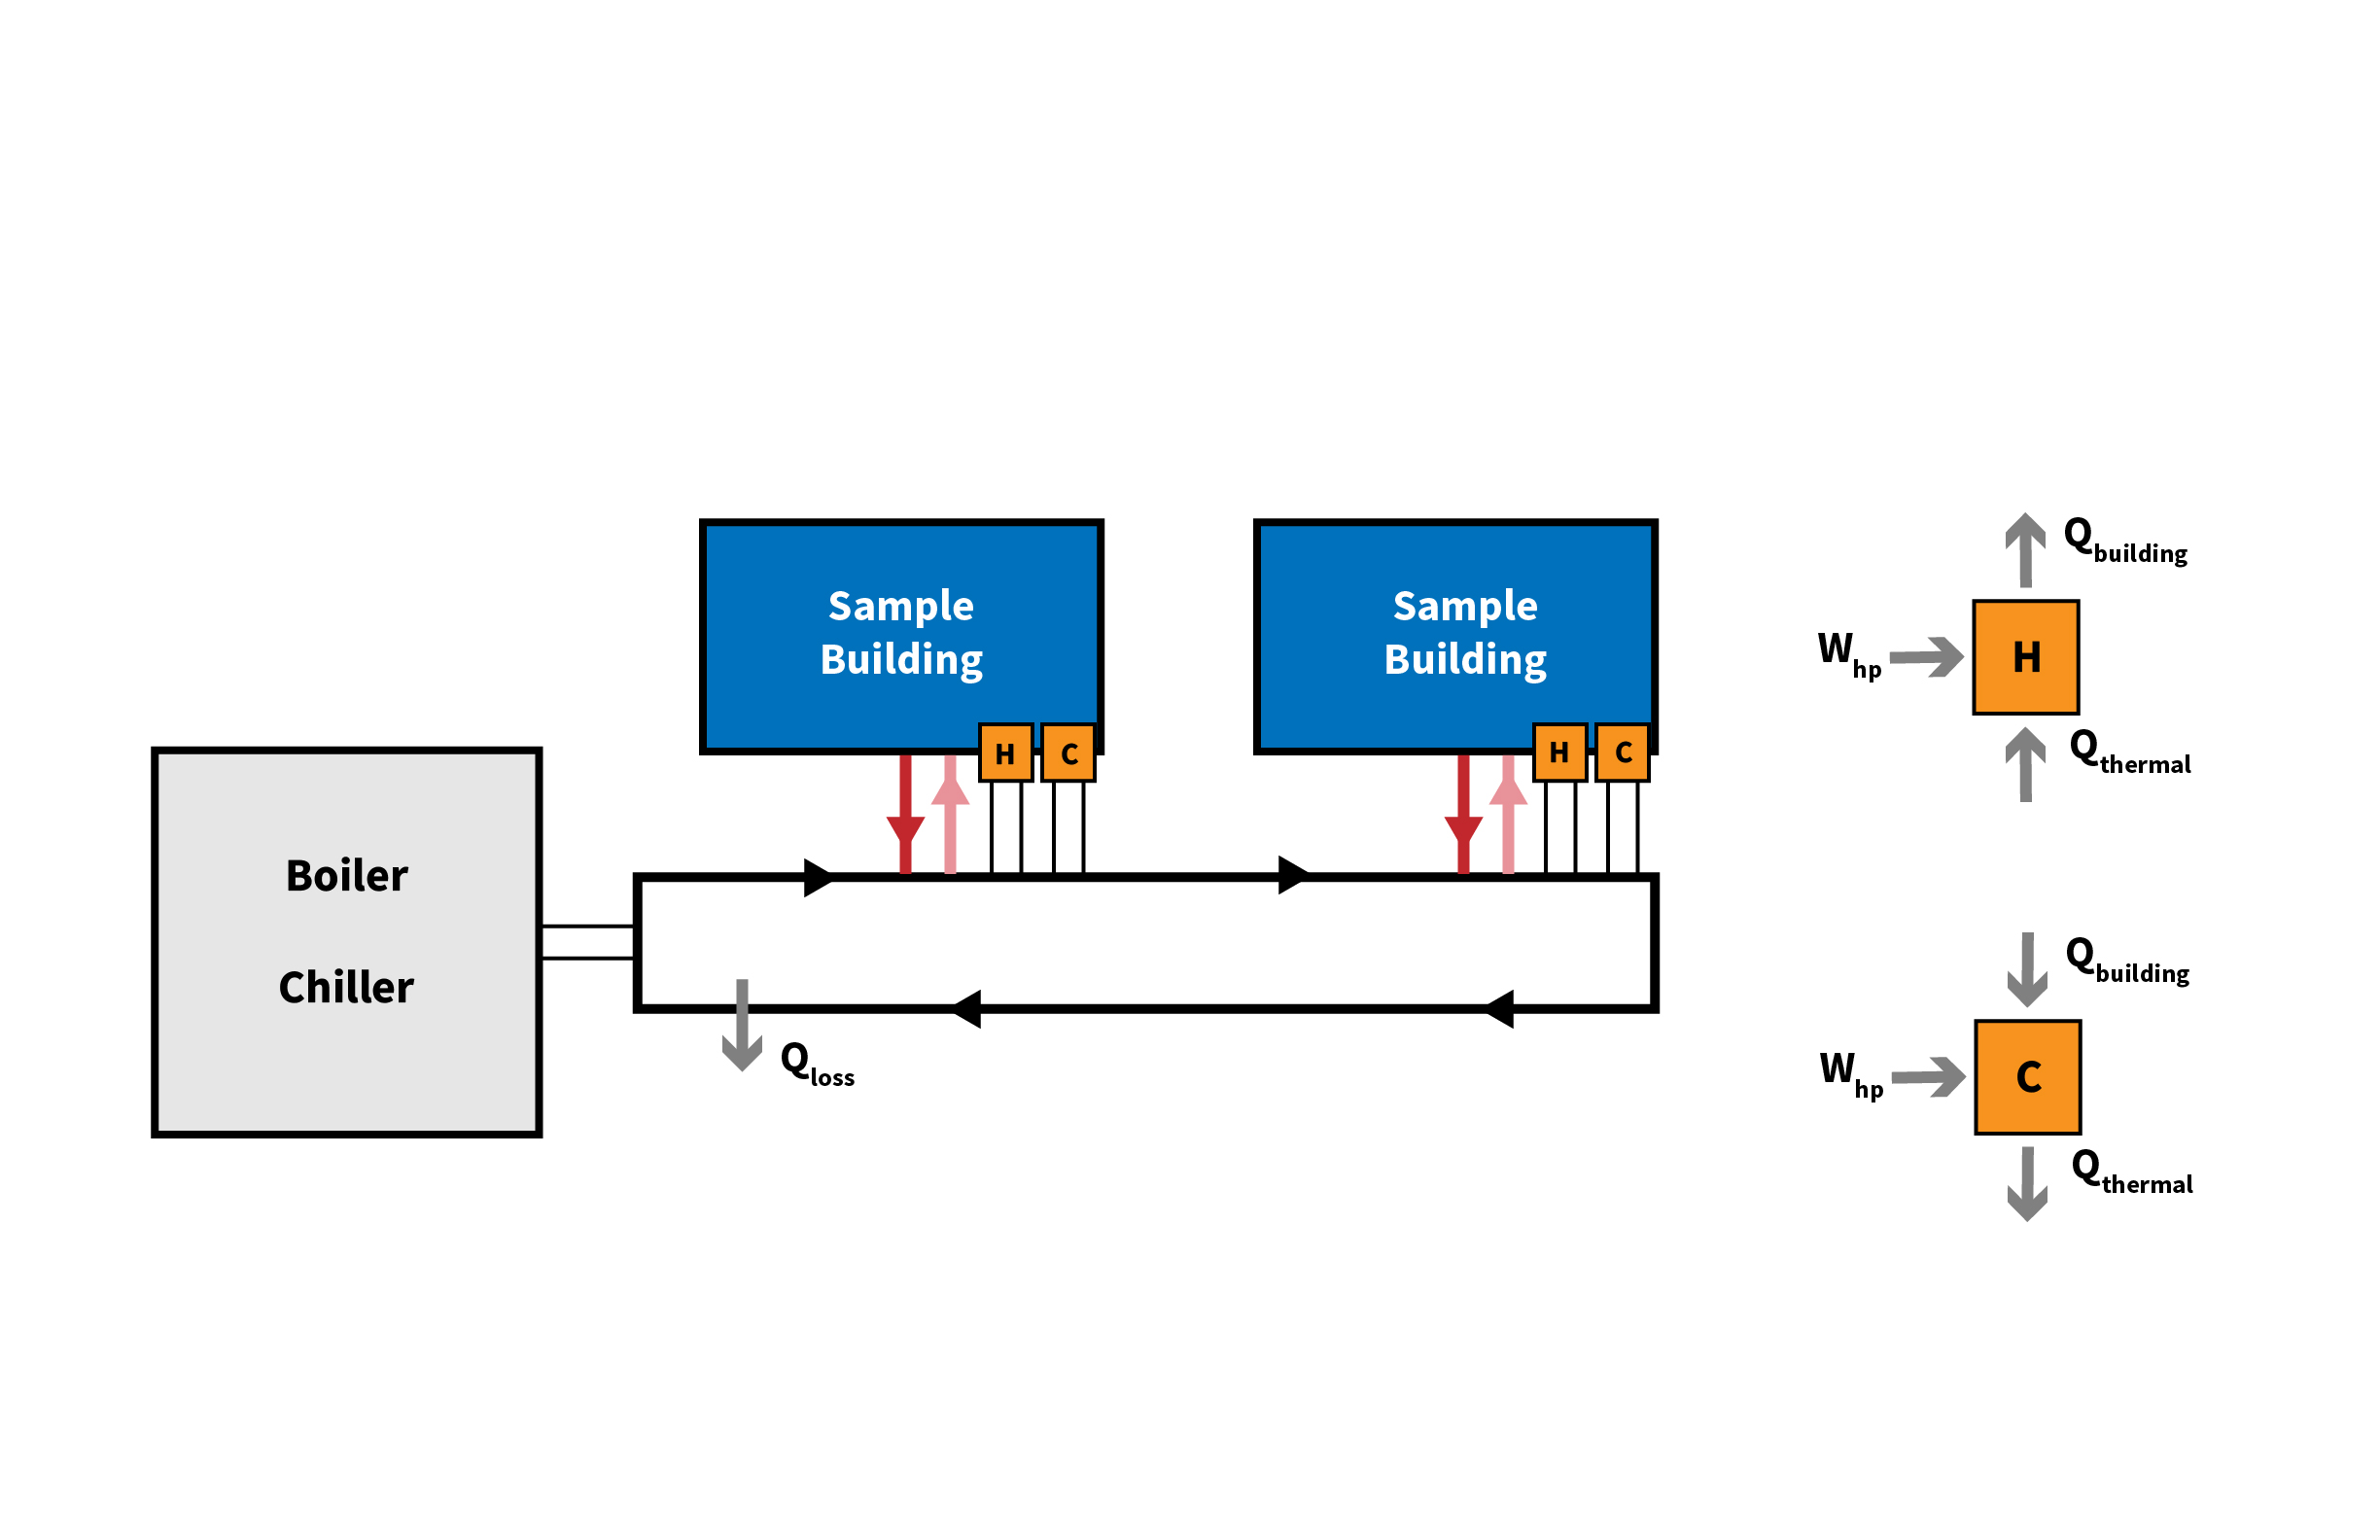 Sample
Building
H
C
Sample
Building
H
C
Boiler
Chiller
Qloss
Qbuilding
Whp
H
Qthermal
Qbuilding
Whp
C
Qthermal